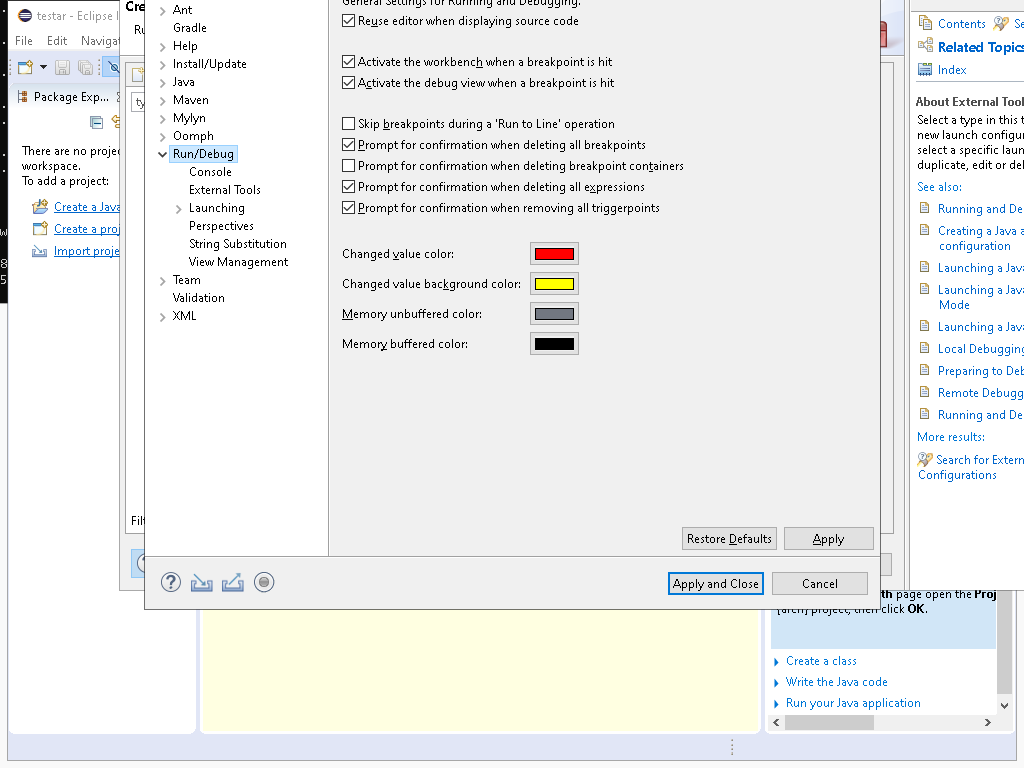 testar - Eclipse I
File Edit Navigat
Package Exp...
There are no proje
workspace.
To add a project:
Create a Java
Create a proj
Import proje
Cre
Ru
ty
Filt
Ant
Gradle
Help
Install/Update
Java
Maven
Mylyn
Oomph
Run/Debug
Console
External Tools
Launching
Perspectives
String Substitution
View Management
Team
Validation
XML
General Settings for Running and Debugging.
Reuse editor when displaying source code
Activate the workbench when a breakpoint is hit
Activate the debug view when a breakpoint is hit
Skip breakpoints during a 'Run to Line' operation
Prompt for confirmation when deleting all breakpoints
Prompt for confirmation when deleting breakpoint containers
Prompt for confirmation when deleting all expressions
Prompt for confirmation when removing all triggerpoints
Changed value color:
Changed value background color:
Memory unbuffered color:
Memory buffered color:
Restore Defaults Apply
Apply and Close Cancel
Contents Se
Related Topics
Index
About External Tool
Select a type in this t
new launch configur
select a specific laun
duplicate, edit or del
See also:
Running and De
Creating a Java a
configuration
Launching a Java
Launching a Java
Mode
Launching a Java
Local Debugging
Preparing to Deb
Remote Debugg
Running and De
More results:
Search for Extern
Configurations
th page open the Proj
[arch] project, then click OK.
Create a class
Write the Java code
Run your Java application